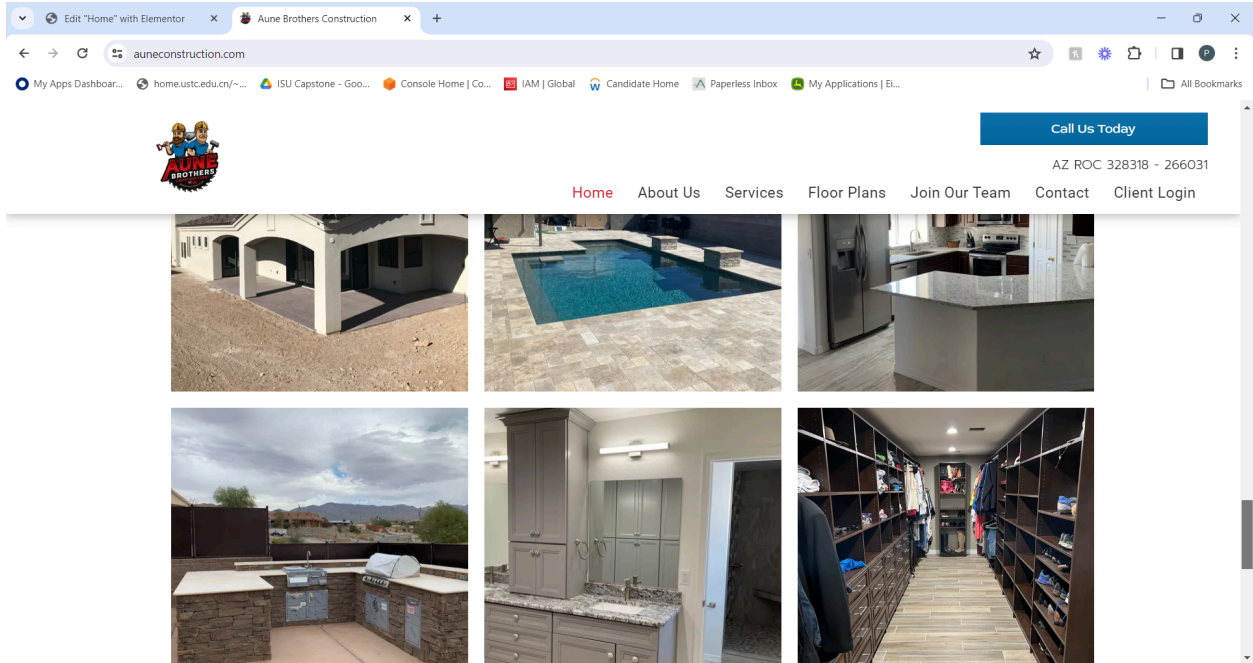 Edit "Home" with Elementor
Aune Brothers Construction
auneconstruction.com
My Apps Dashboar...
home.ustc.edu.cn/~...
ISU Capstone - Goo...
Console Home | Co...
IAM | Global
Candidate Home
Paperless Inbox
My Applications | Ei...
All Bookmarks
P
AUNE
BROTHERS
Call Us Today
AZ ROC 328318 - 266031
Home About Us Services Floor Plans Join Our Team Contact Client Login